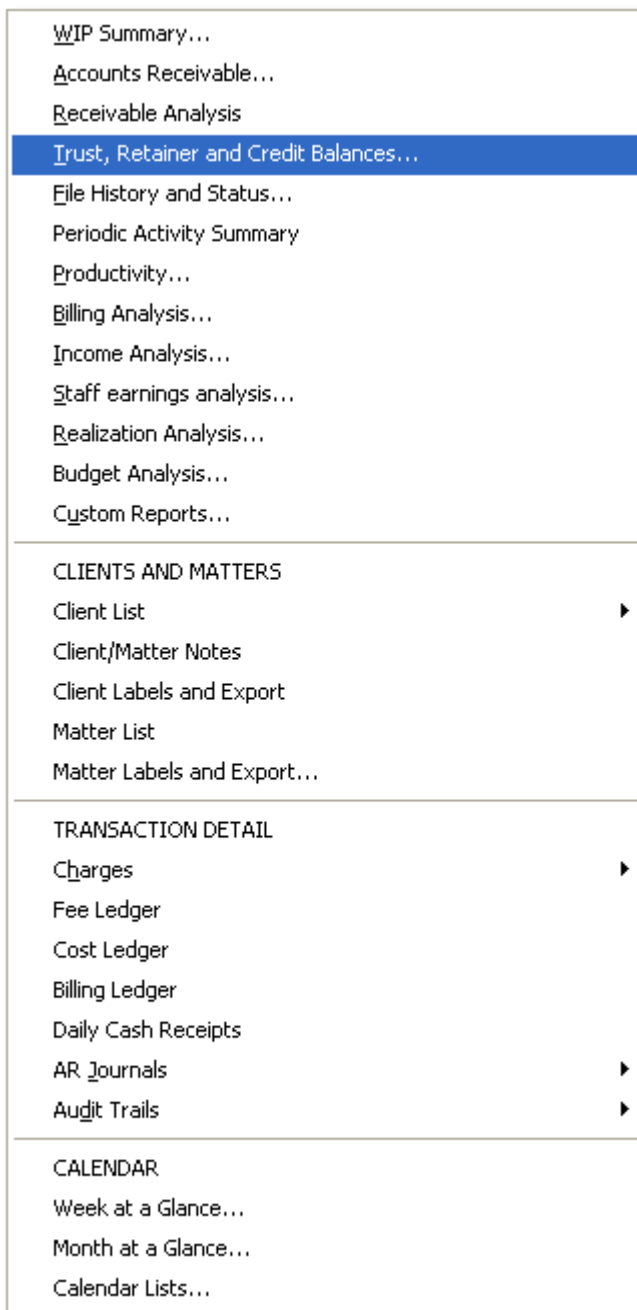 WIP Summary...
Accounts Receivable...
Receivable Analysis
Trust, Retainer and Credit Balances...
File History and Status...
Periodic Activity Summary
Productivity...
Billing Analysis...
Income Analysis...
Staff earnings analysis...
Realization Analysis...
Budget Analysis...
Custom Reports...
CLIENTS AND MATTERS
Client List
Client/Matter Notes
Client Labels and Export
Matter List
Matter Labels and Export...
TRANSACTION DETAIL
Charges
Fee Ledger
Cost Ledger
Billing Ledger
Daily Cash Receipts
AR Journals
Audit Trails
CALENDAR
Week at a Glance...
Month at a Glance...
Calendar Lists...